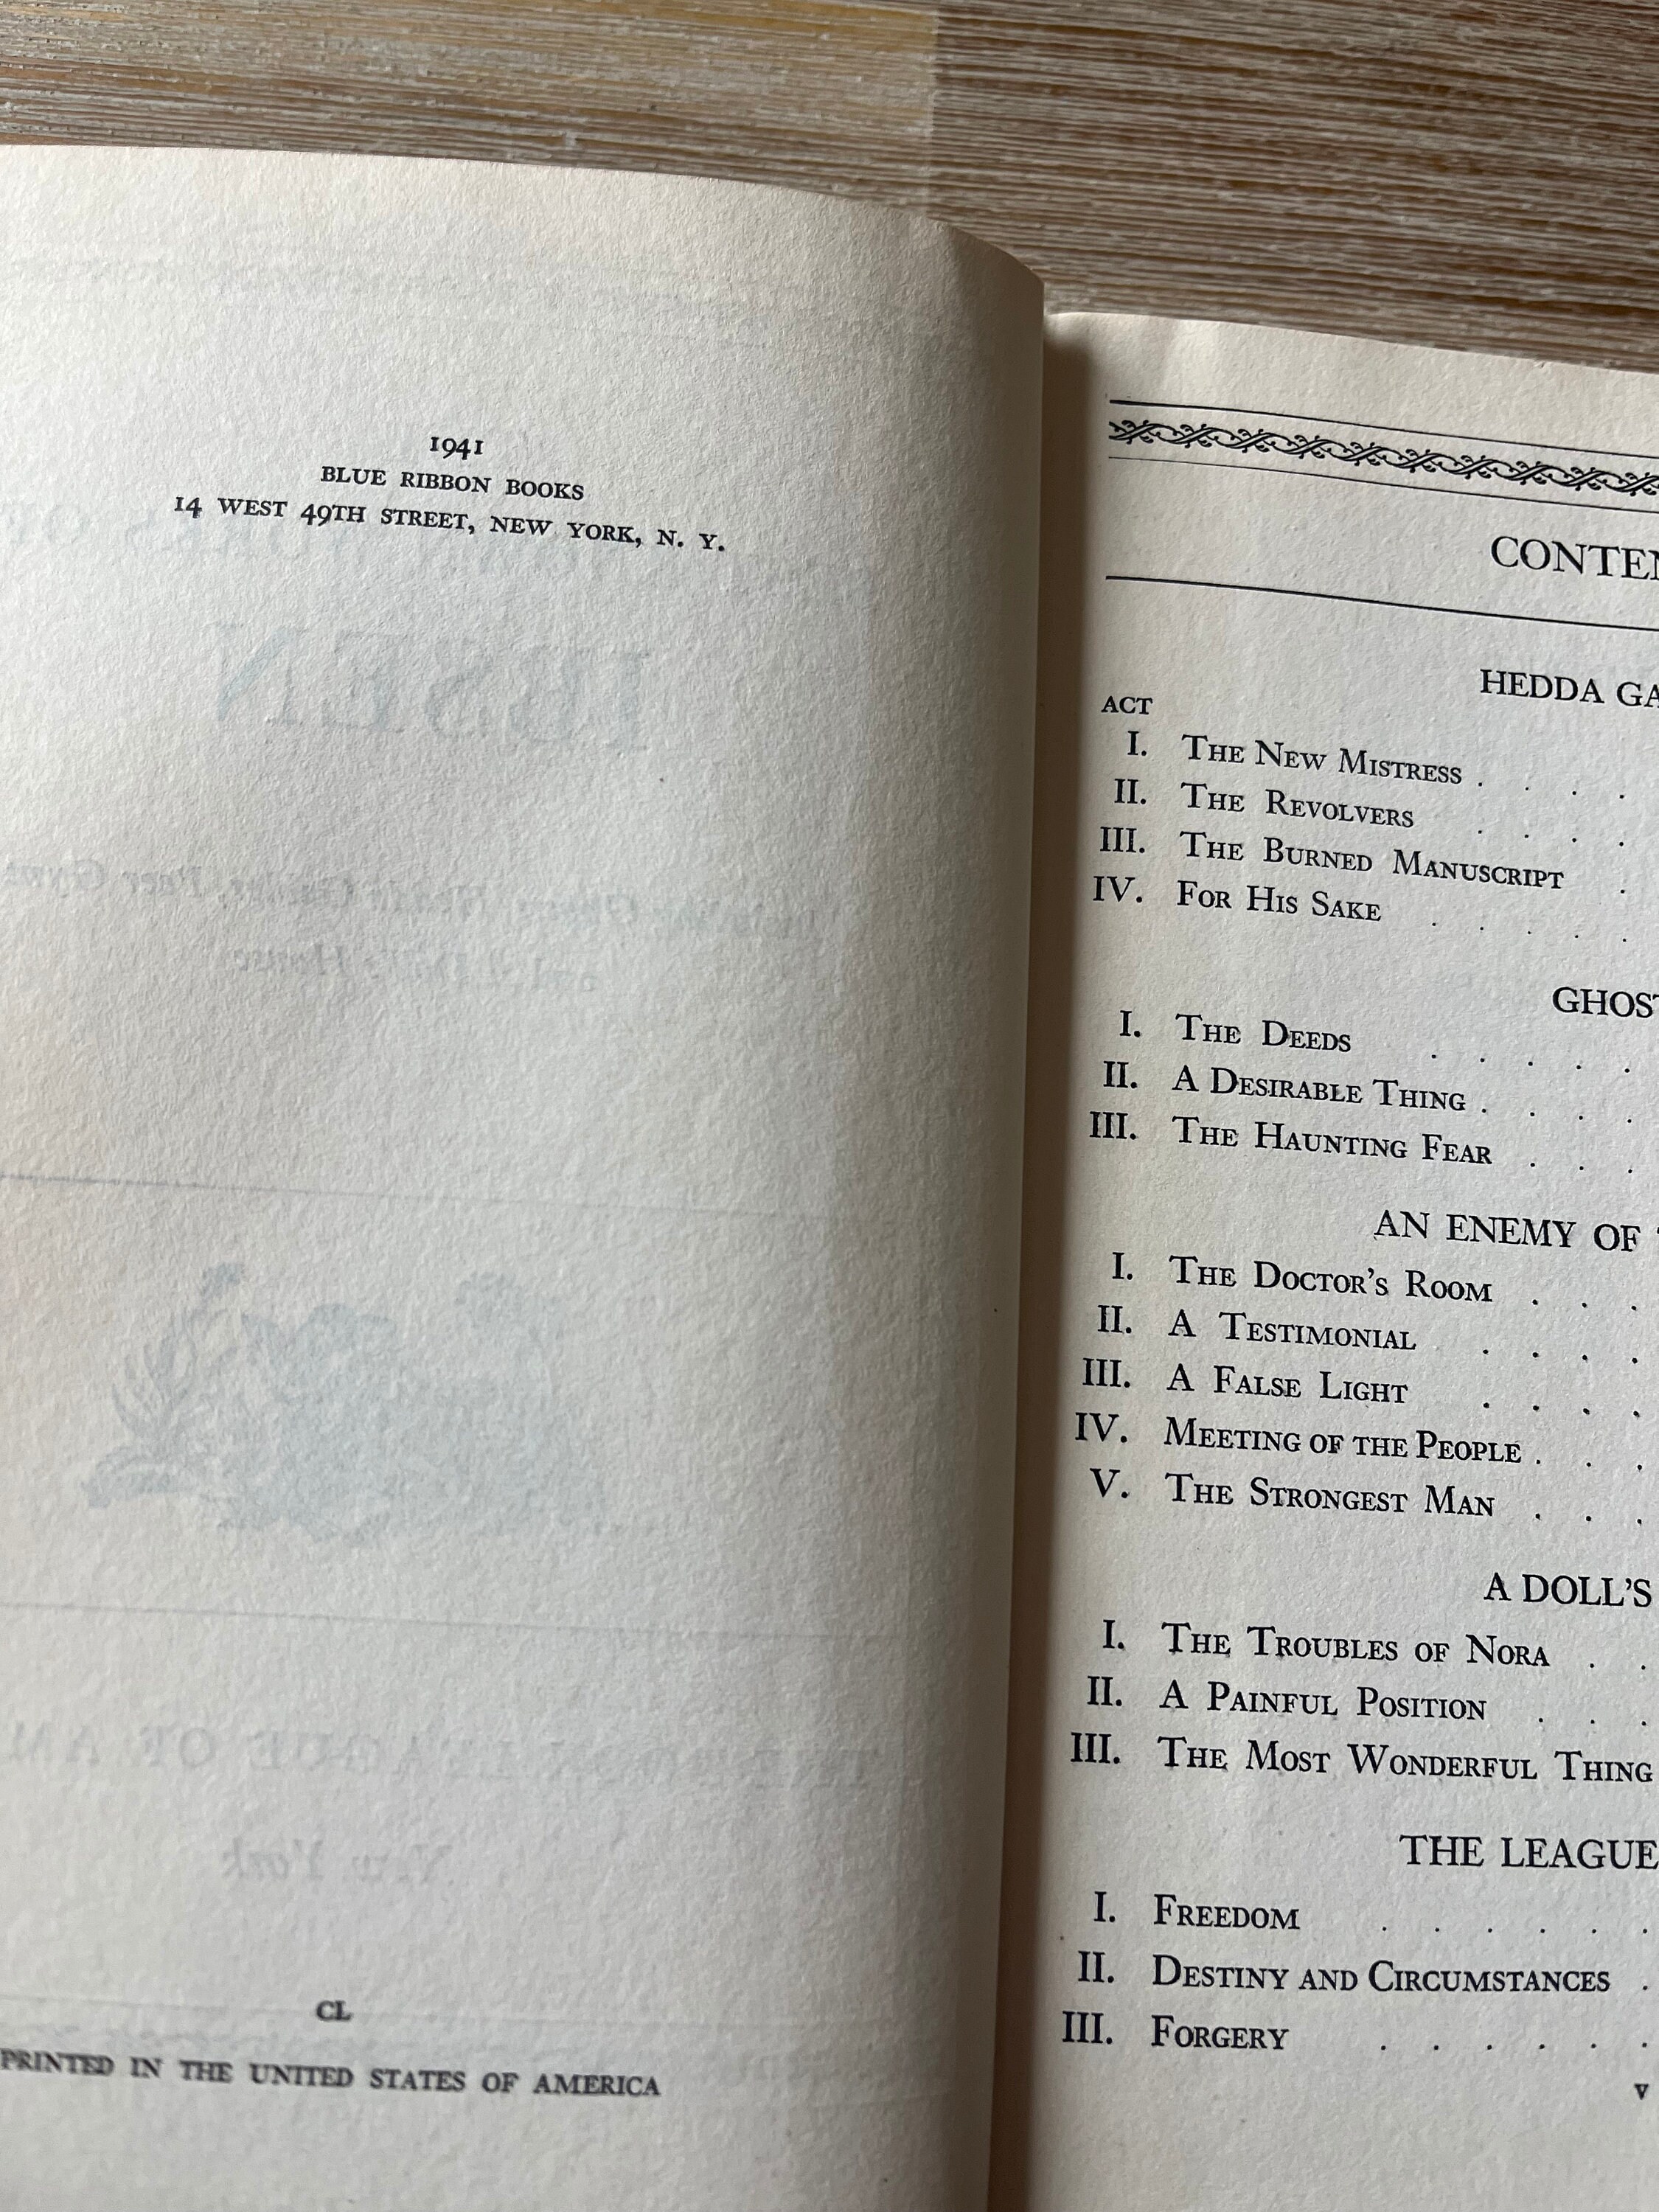 1941
BLUE RIBBON BOOKS
14 WEST 49TH STREET, NEW YORK, N. Y.
IBSEN
New York
CL
PRINTED IN THE UNITED STATES OF AMERICA
CONTEN
HEDDA GA
ACT
I. THE NEW MISTRESS . . . .
II. THE REVOLVERS . . . .
III. THE BURNED MANUSCRIPT .
IV. FOR HIS SAKE . . . . .
GHOST
I. THE DEEDS . . . . .
II. A DESIRABLE THING . . . .
III. THE HAUNTING FEAR . . .
AN ENEMY OF
I. THE DOCTOR'S ROOM . . .
II. A TESTIMONIAL . . . .
III. A FALSE LIGHT . . . .
IV. MEETING OF THE PEOPLE . . .
V. THE STRONGEST MAN . . .
A DOLL'S
I. THE TROUBLES OF NORA . .
II. A PAINFUL POSITION . . .
III. THE MOST WONDERFUL THING
THE LEAGUE
I. FREEDOM . . . . . .
II. DESTINY AND CIRCUMSTANCES .
III. FORGERY . . . . . .
v